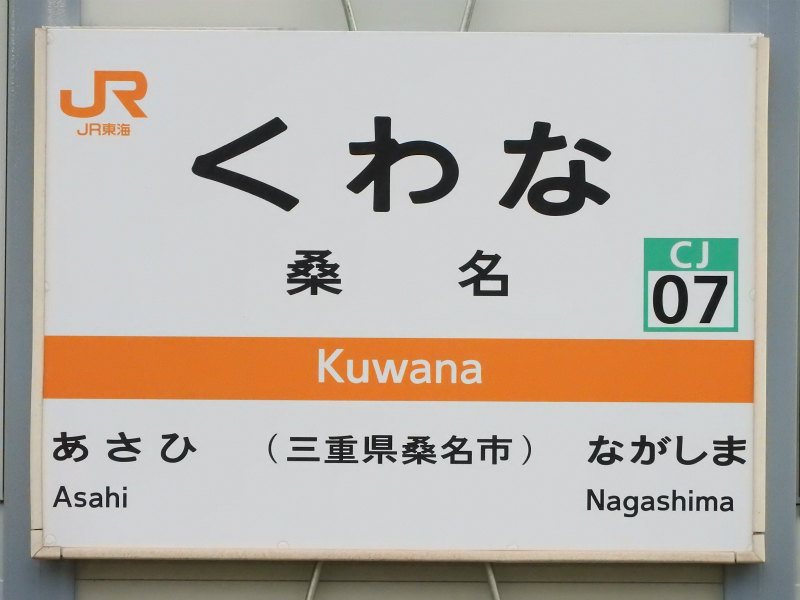 JR
JR東海
くわな
桑名
CJ
07
Kuwana
あさひ (三重県桑名市) ながしま
Asahi Nagashima